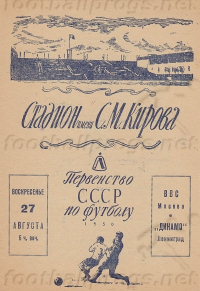 Стадион имени С.М.Кирова
Первенство
СССР
по футболу
1950
ВОСКРЕСЕНЬЕ
27
АВГУСТА
ВВС
Москва
„ДИНАМО"
Ленинград